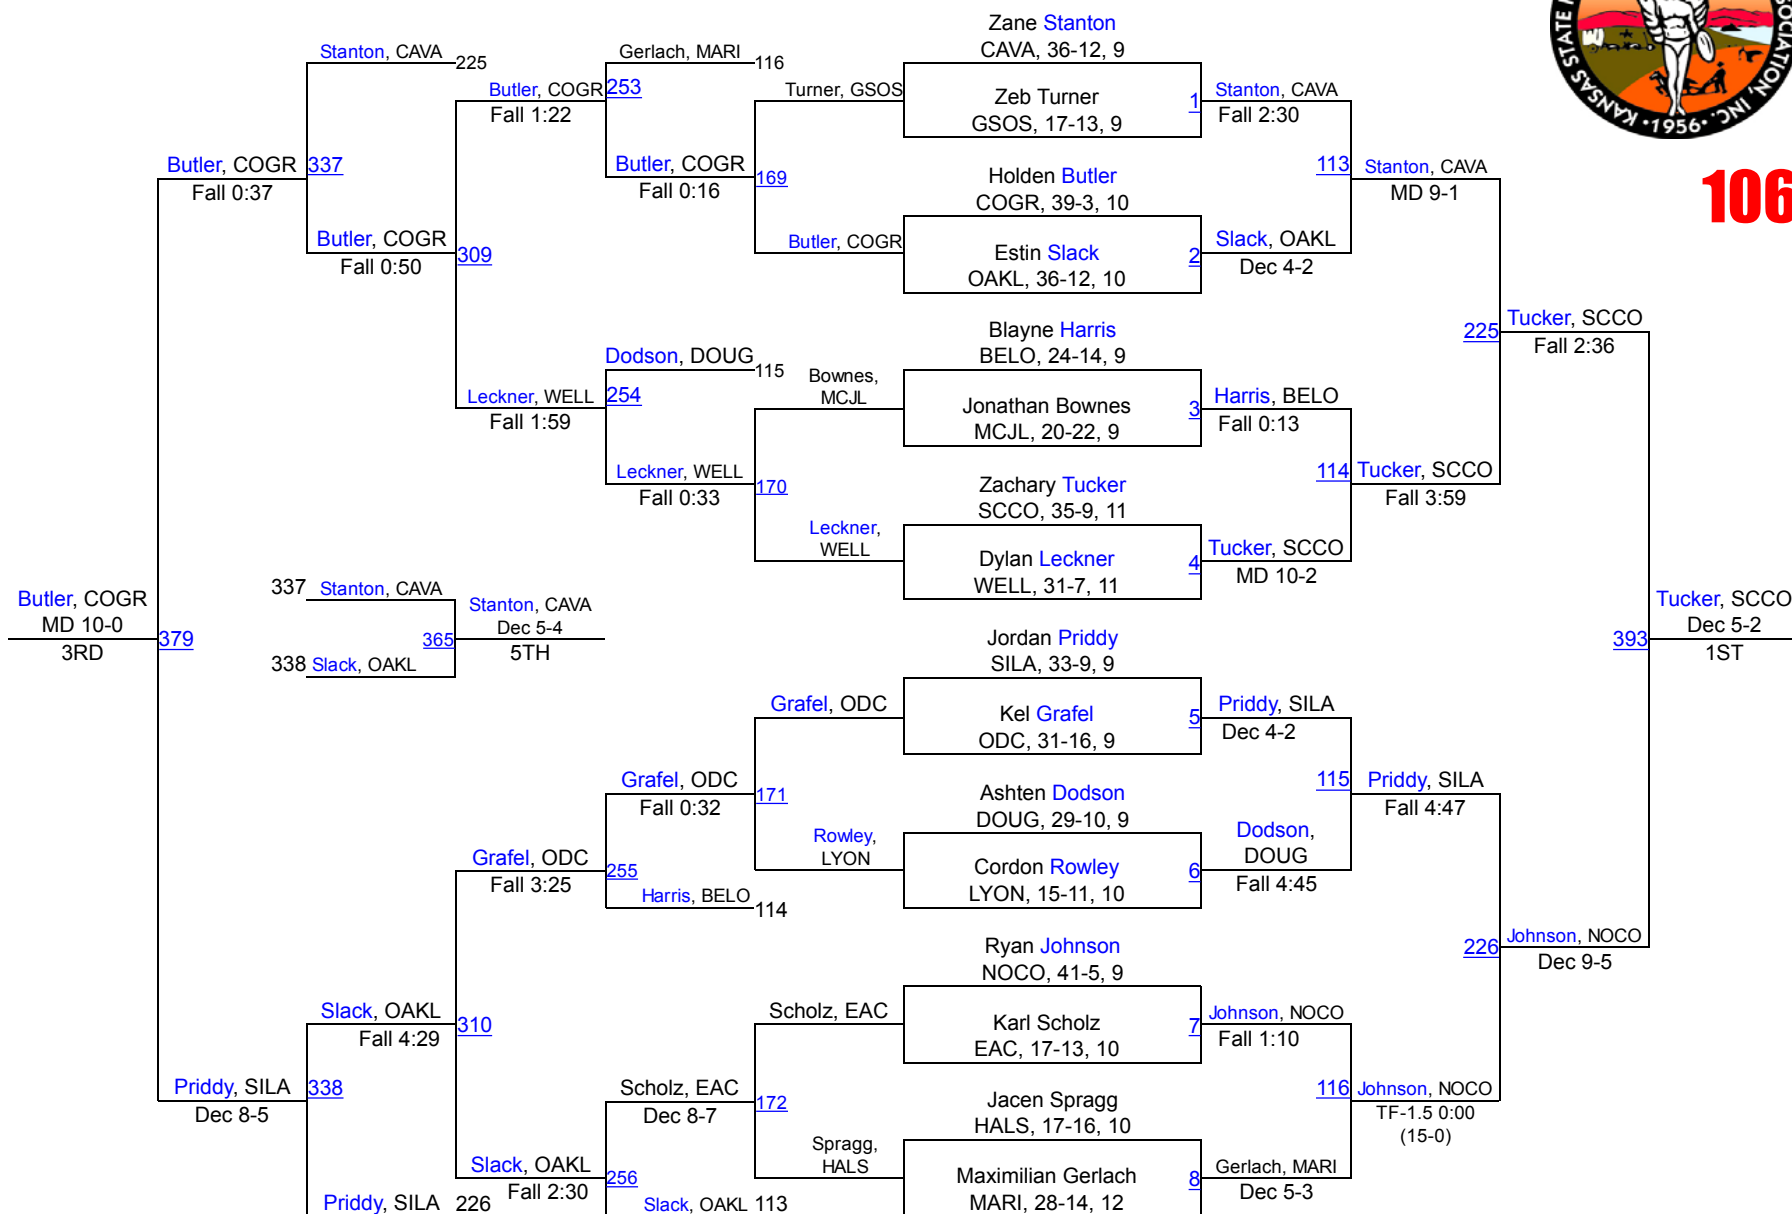 Zane Stanton
CAVA, 36-12, 9
Zeb Turner
GSOS, 17-13, 9
1
Holden Butler
COGR, 39-3, 10
Estin Slack
OAKL, 36-12, 10
2
Blayne Harris
BELO, 24-14, 9
Jonathan Bownes
MCJL, 20-22, 9
3
Zachary Tucker
SCCO, 35-9, 11
Dylan Leckner
WELL, 31-7, 11
4
Jordan Priddy
SILA, 33-9, 9
Kel Grafel
ODC, 31-16, 9
5
Ashten Dodson
DOUG, 29-10, 9
Cordon Rowley
LYON, 15-11, 10
6
Ryan Johnson
NOCO, 41-5, 9
Karl Scholz
EAC, 17-13, 10
7
Jacen Spragg
HALS, 17-16, 10
Maximilian Gerlach
MARI, 28-14, 12
8
Stanton, CAVA
Fall 2:30
113
Slack, OAKL
Dec 4-2
Harris, BELO
Fall 0:13
114
Tucker, SCCO
MD 10-2
Priddy, SILA
Dec 4-2
115
Dodson,
DOUG
Fall 4:45
Johnson, NOCO
Fall 1:10
116
Gerlach, MARI
Dec 5-3
Stanton, CAVA
MD 9-1
225
Tucker, SCCO
Fall 3:59
Priddy, SILA
Fall 4:47
226
Johnson, NOCO
TF-1.5 0:00
(15-0)
Tucker, SCCO
Fall 2:36
393
Johnson, NOCO
Dec 9-5
Tucker, SCCO
Dec 5-2
1ST
Turner, GSOS
169
Butler, COGR
Bownes,
MCJL
170
Leckner,
WELL
Grafel, ODC
171
Rowley,
LYON
Scholz, EAC
172
Spragg,
HALS
Gerlach, MARI
116
253
Butler, COGR
Fall 0:16
Dodson, DOUG
115
254
Leckner, WELL
Fall 0:33
Grafel, ODC
Fall 0:32
255
Harris, BELO
114
Scholz, EAC
Dec 8-7
256
Slack, OAKL 113
Butler, COGR
Fall 1:22
309
Leckner, WELL
Fall 1:59
Grafel, ODC
Fall 3:25
310
Slack, OAKL
Fall 2:30
Stanton, CAVA
225
337
Butler, COGR
Fall 0:50
Slack, OAKL
Fall 4:29
338
Priddy, SILA 226
Butler, COGR
Fall 0:37
379
Priddy, SILA
Dec 8-5
Butler, COGR
MD 10-0
3RD
337 Stanton, CAVA
365
338 Slack, OAKL
Stanton, CAVA
Dec 5-4
5TH
KANSAS STATE
INC.
•1956•
106